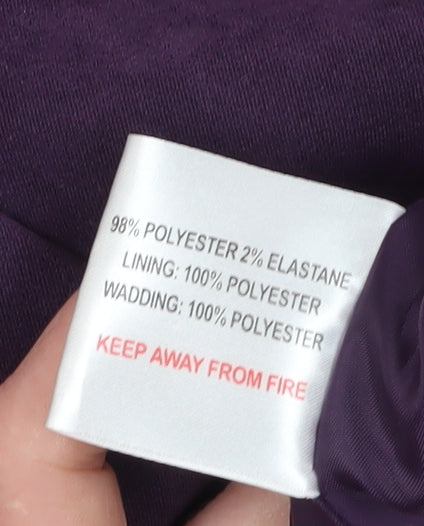 98% POLYESTER 2% ELASTANE
LINING: 100% POLYESTER
WADDING: 100% POLYESTER
KEEP AWAY FROM FIRE